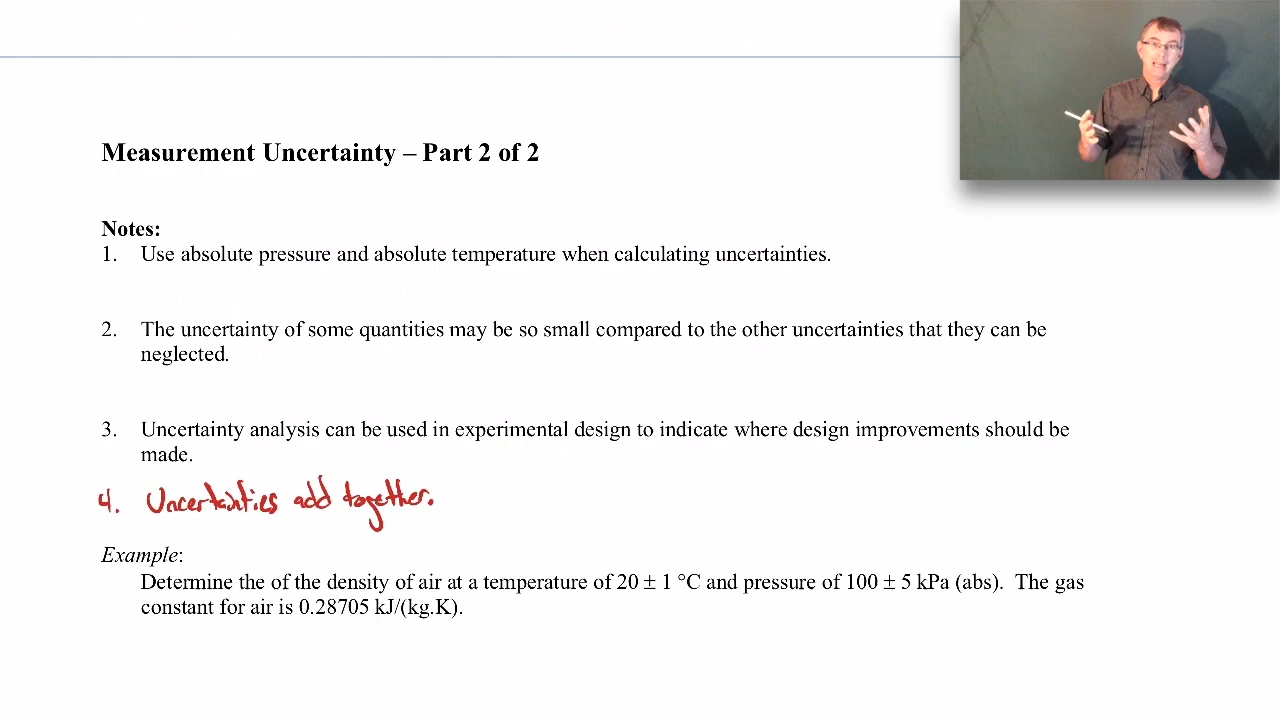 Measurement Uncertainty – Part 2 of 2
Notes:
1. Use absolute pressure and absolute temperature when calculating uncertainties.
2. The uncertainty of some quantities may be so small compared to the other uncertainties that they can be
neglected.
3. Uncertainty analysis can be used in experimental design to indicate where design improvements should be
made.
4. Uncertainties add together.
Example:
Determine the of the density of air at a temperature of 20 ± 1 °C and pressure of 100 ± 5 kPa (abs). The gas
constant for air is 0.28705 kJ/(kg.K).